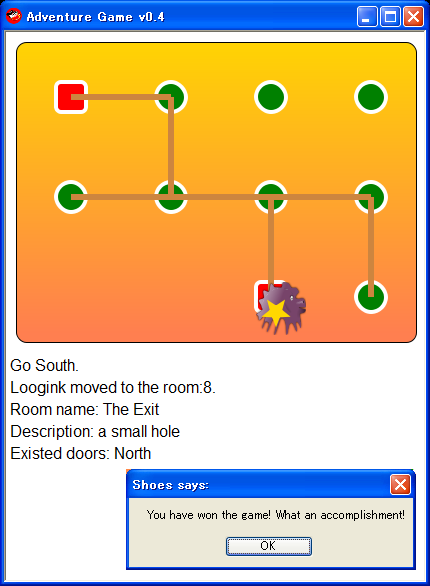 Adventure Game v0.4
Go South.
Loogink moved to the room:8.
Room name: The Exit
Description: a small hole
Existed doors: North
Shoes says:
You have won the game! What an accomplishment!
OK